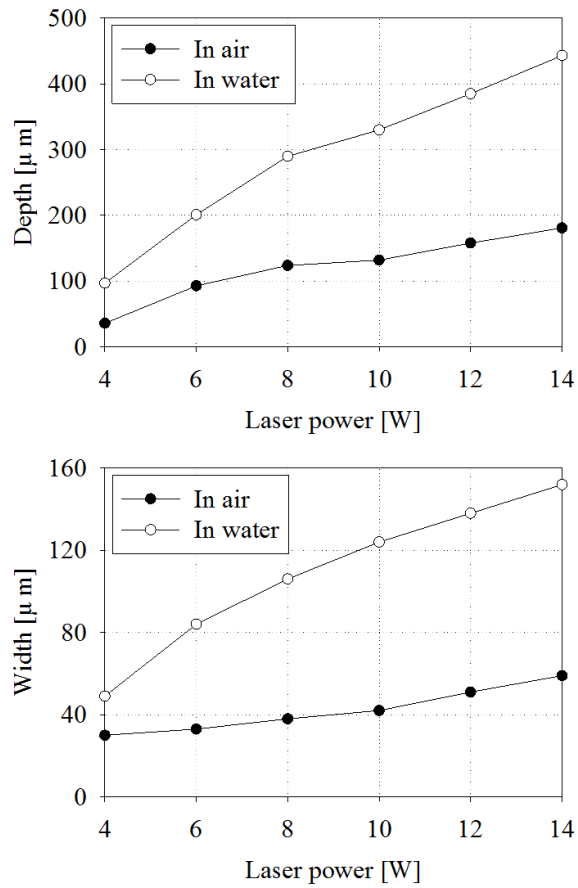 500
400
300
200
100
0
Depth [μ m]
In air
In water
4 6 8 10 12 14
Laser power [W]
160
120
80
40
0
Width [μ m]
In air
In water
4 6 8 10 12 14
Laser power [W]